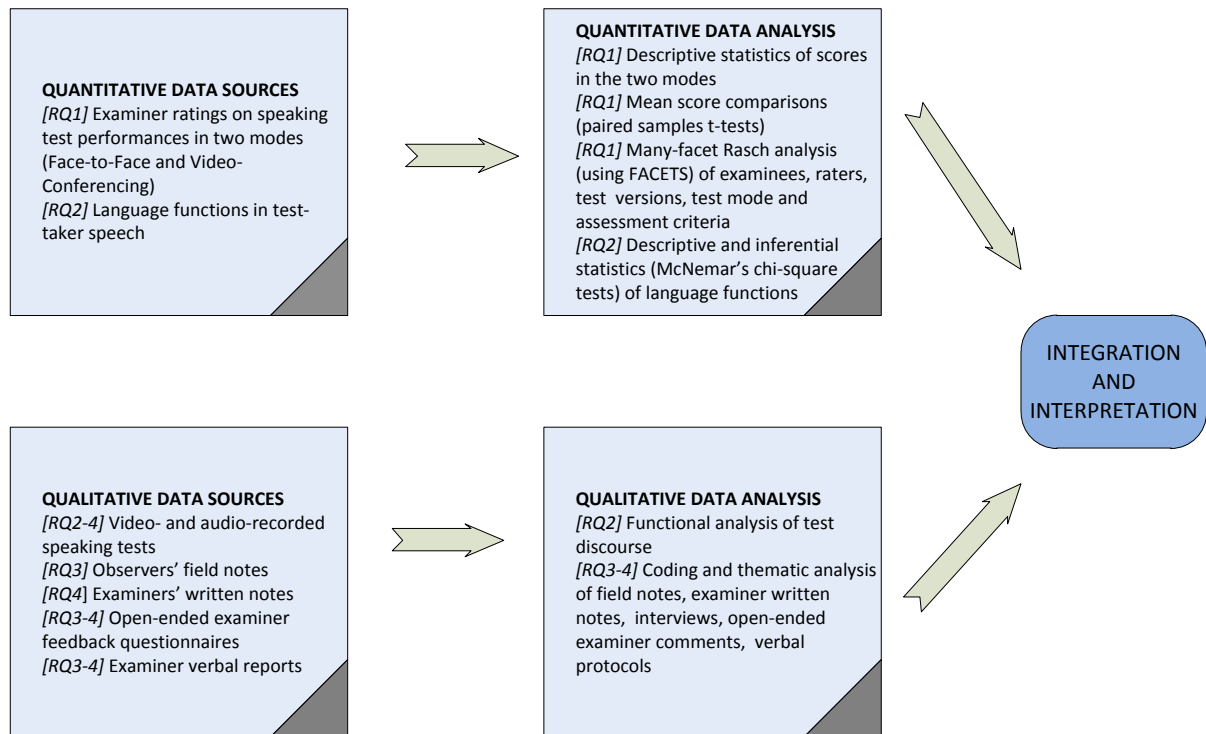 QUANTITATIVE DATA SOURCES
[RQ1] Examiner ratings on speaking
test performances in two modes
(Face-to-Face and Video-
Conferencing)
[RQ2] Language functions in test-
taker speech
QUANTITATIVE DATA ANALYSIS
[RQ1] Descriptive statistics of scores
in the two modes
[RQ1] Mean score comparisons
(paired samples t-tests)
[RQ1] Many-facet Rasch analysis
(using FACETS) of examinees, raters,
test versions, test mode and
assessment criteria
[RQ2] Descriptive and inferential
statistics (McNemar's chi-square
tests) of language functions
INTEGRATION
AND
INTERPRETATION
QUALITATIVE DATA SOURCES
[RQ2-4] Video- and audio-recorded
speaking tests
[RQ3] Observers' field notes
[RQ4] Examiners' written notes
[RQ3-4] Open-ended examiner
feedback questionnaires
[RQ3-4] Examiner verbal reports
QUALITATIVE DATA ANALYSIS
[RQ2] Functional analysis of test
discourse
[RQ3-4] Coding and thematic analysis
of field notes, examiner written
notes, interviews, open-ended
examiner comments, verbal
protocols